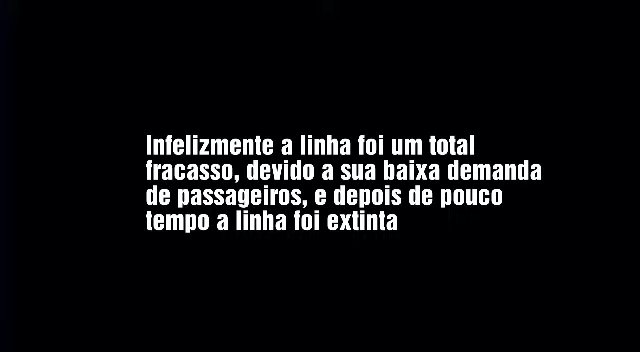 Infelizmente a linha foi um total
fracasso, devido a sua baixa demanda
de passageiros, e depois de pouco
tempo a linha foi extinta